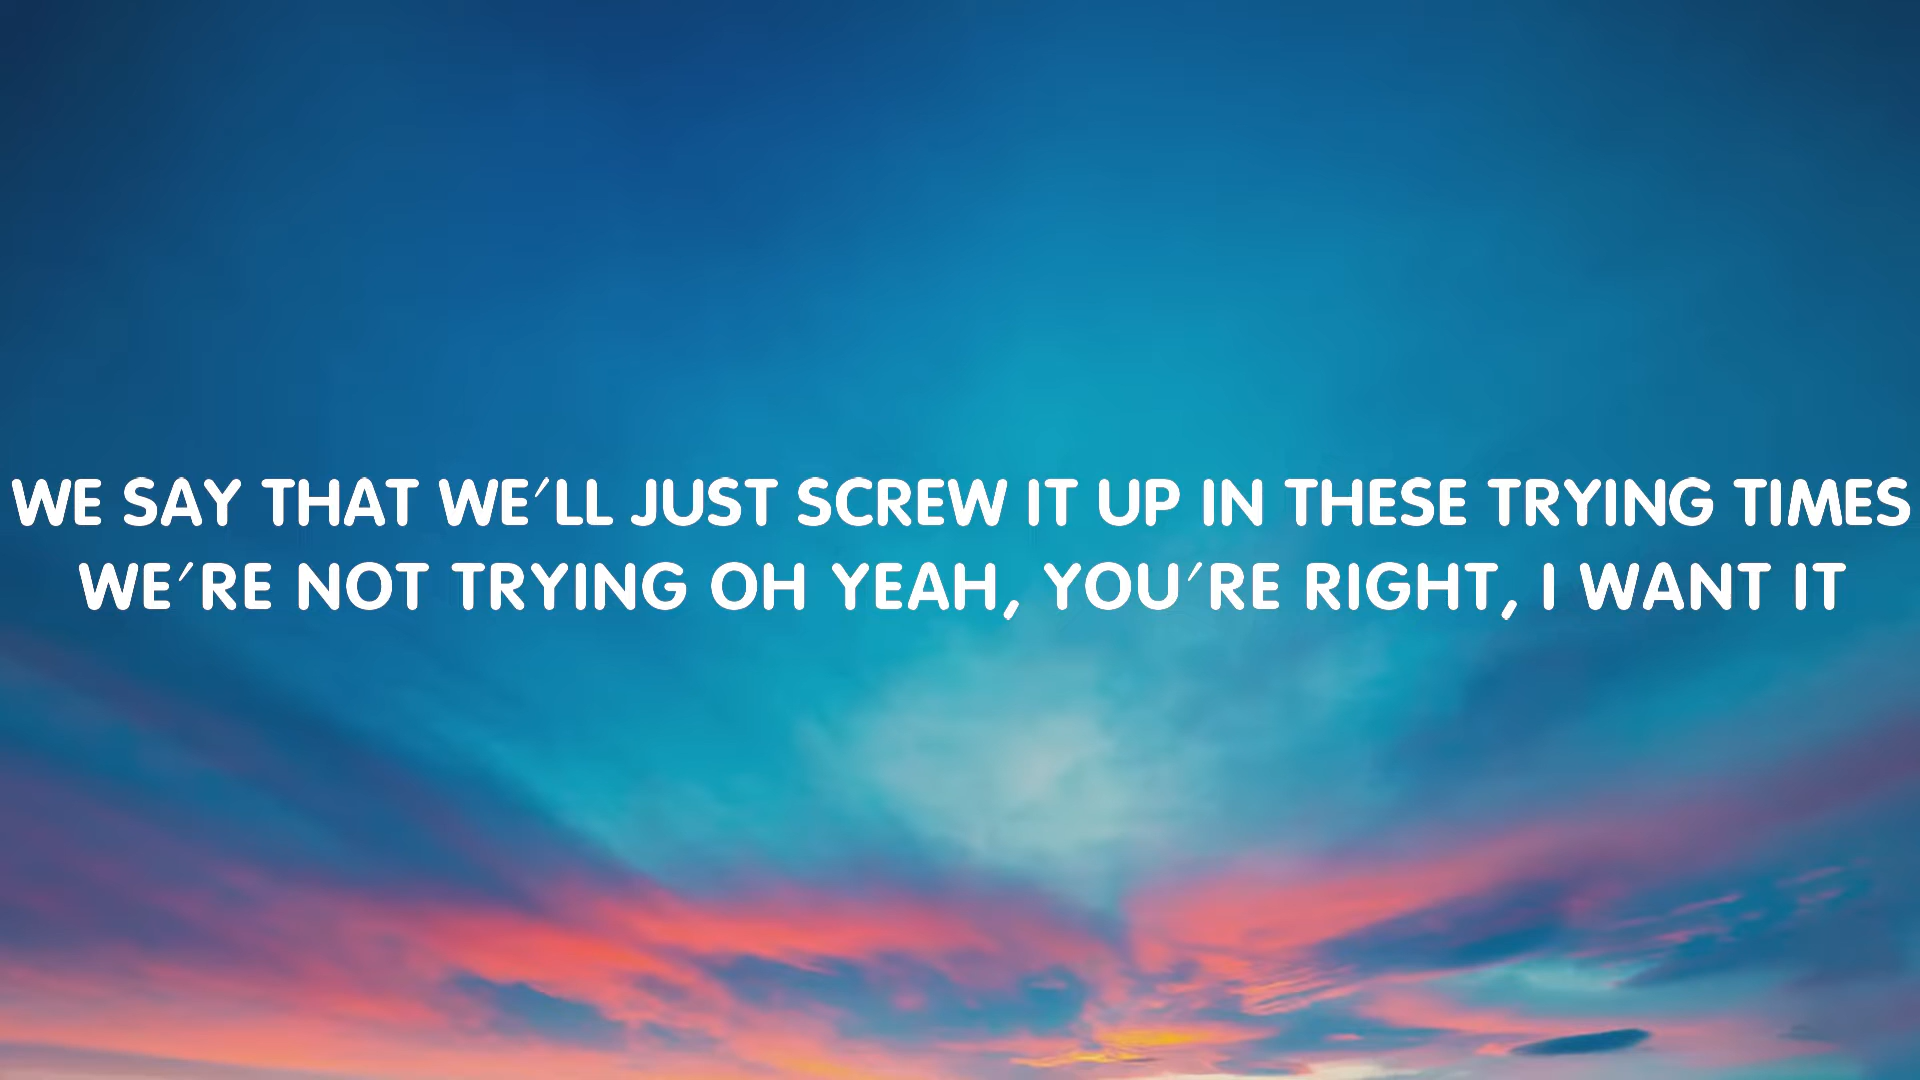 WE SAY THAT WE'LL JUST SCREW IT UP IN THESE TRYING TIMES
WE'RE NOT TRYING OH YEAH, YOU'RE RIGHT, I WANT IT